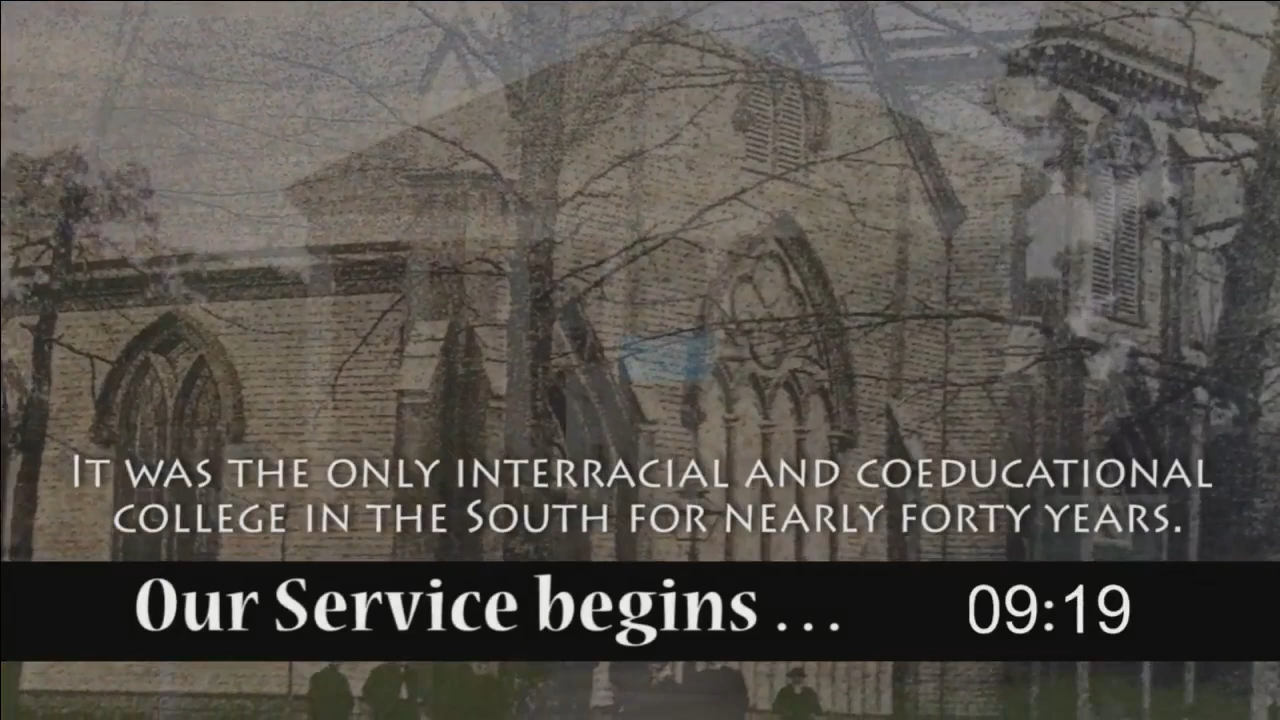 It was the only interracial and coeducational
college in the South for nearly forty years.
Our Service begins ... 09:19